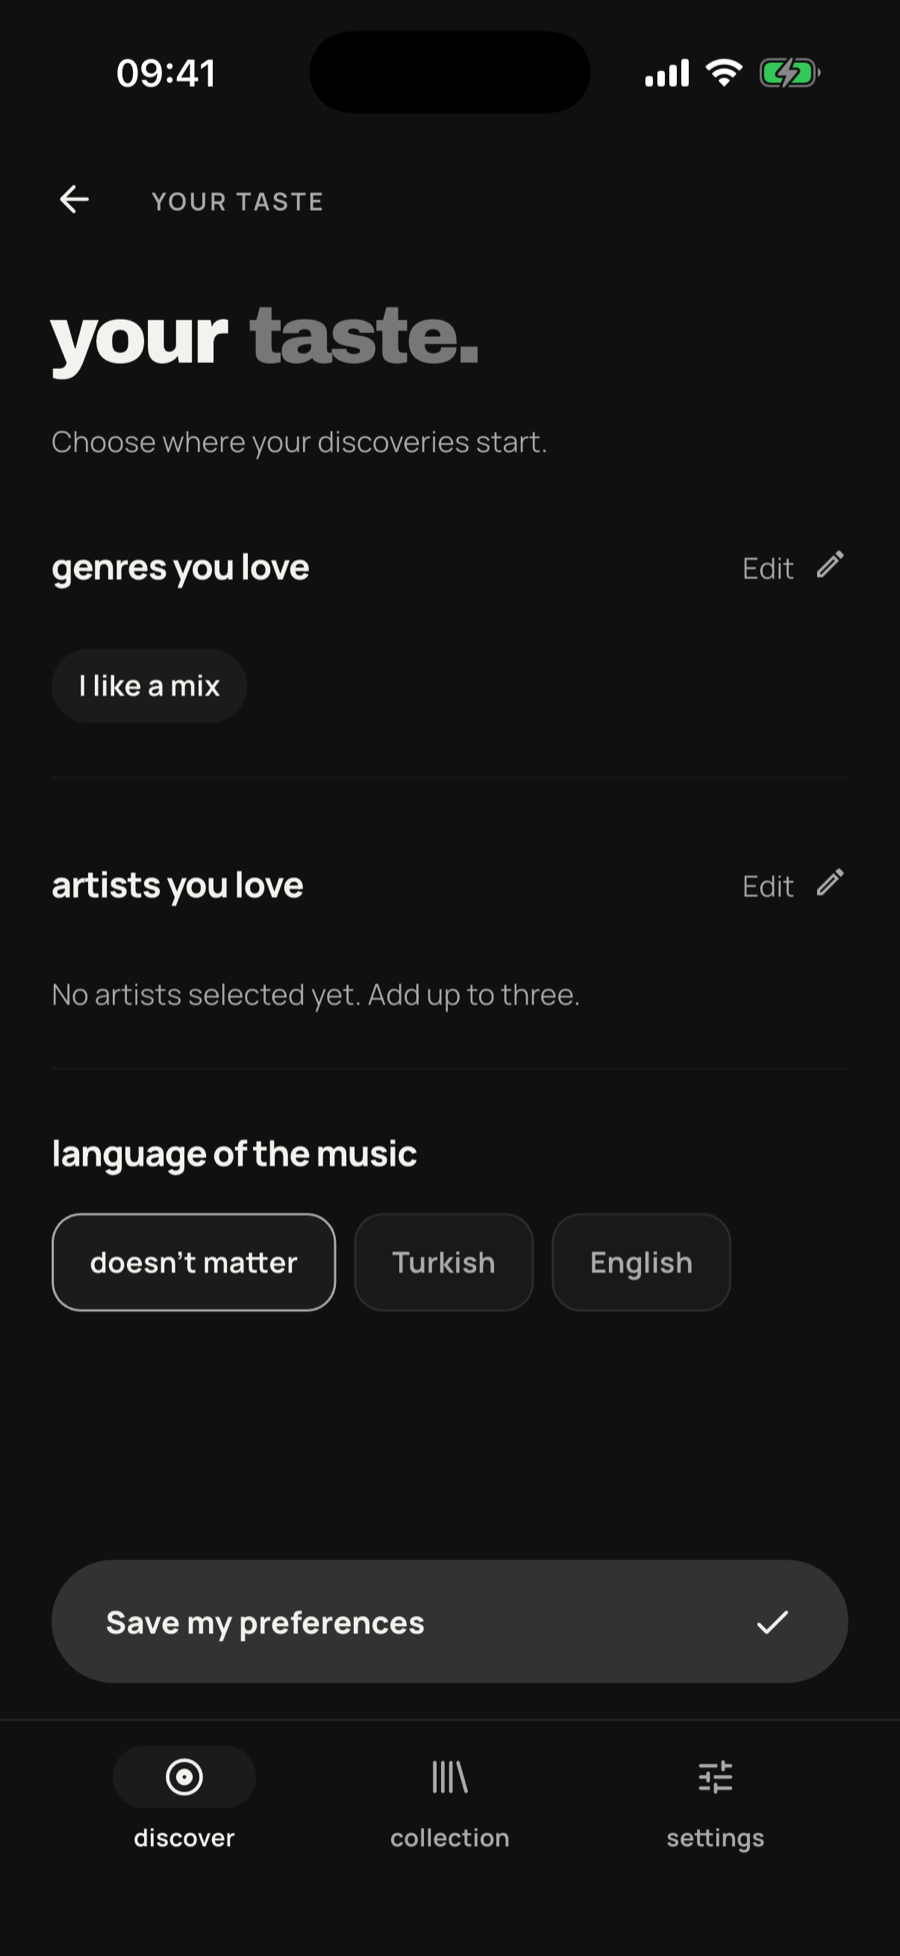 09:41
YOUR TASTE
your taste.
Choose where your discoveries start.
genres you love Edit
I like a mix
artists you love Edit
No artists selected yet. Add up to three.
language of the music
doesn’t matter Turkish English
Save my preferences
discover collection settings